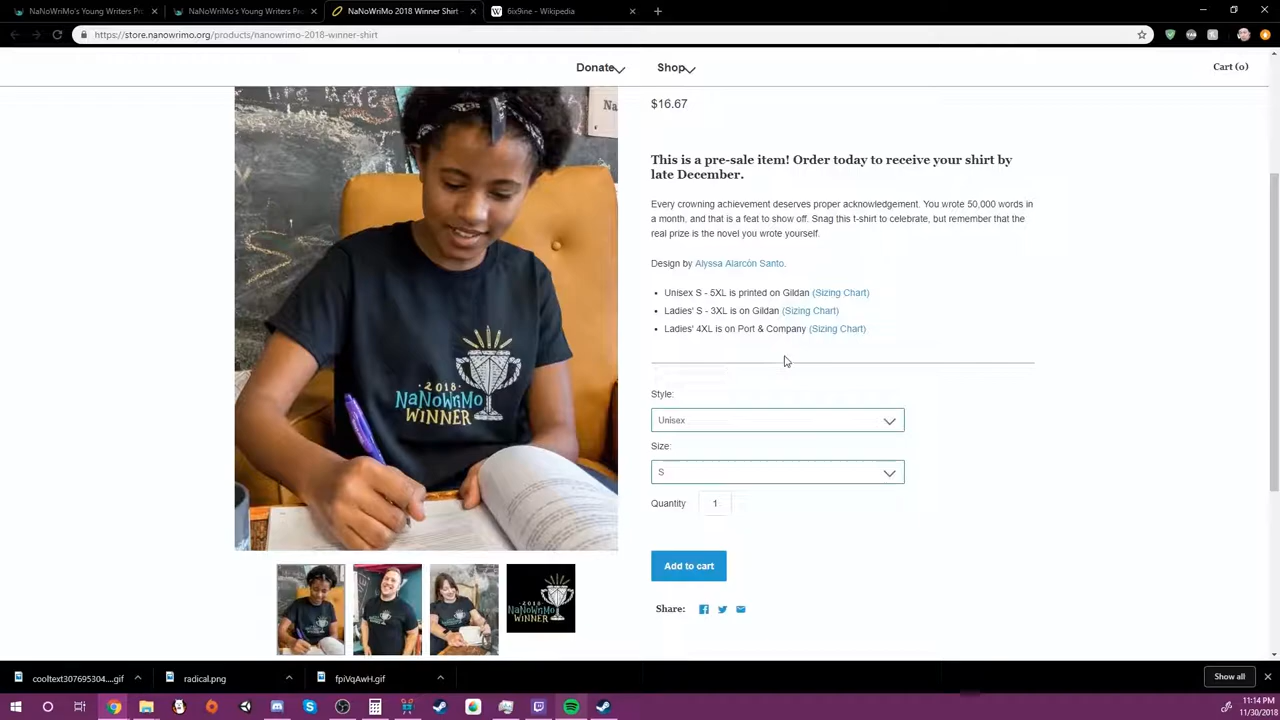 NaNoWriMo's Young Writers Pro
NaNoWriMo's Young Writers Pro
NaNoWriMo 2018 Winner Shirt -
6ix9ine - Wikipedia
https://store.nanowrimo.org/products/nanowrimo-2018-winner-shirt
Donate
Shop
Cart (0)
$16.67
This is a pre-sale item! Order today to receive your shirt by
late December.
Every crowning achievement deserves proper acknowledgement. You wrote 50,000 words in
a month, and that is a feat to show off. Snag this t-shirt to celebrate, but remember that the
real prize is the novel you wrote yourself.
Design by Alyssa Alarcón Santo.
Unisex S - 5XL is printed on Gildan (Sizing Chart)
Ladies' S - 3XL is on Gildan (Sizing Chart)
Ladies' 4XL is on Port & Company (Sizing Chart)
Style:
Unisex
Size:
S
Quantity 1
Add to cart
Share:
Na
2018
NaNoWriMo
WINNER
2018
NaNoWriMo
WINNER
cooltext307695304....gif
radical.png
fpiVqAwH.gif
Show all
11:14 PM
11/30/2018